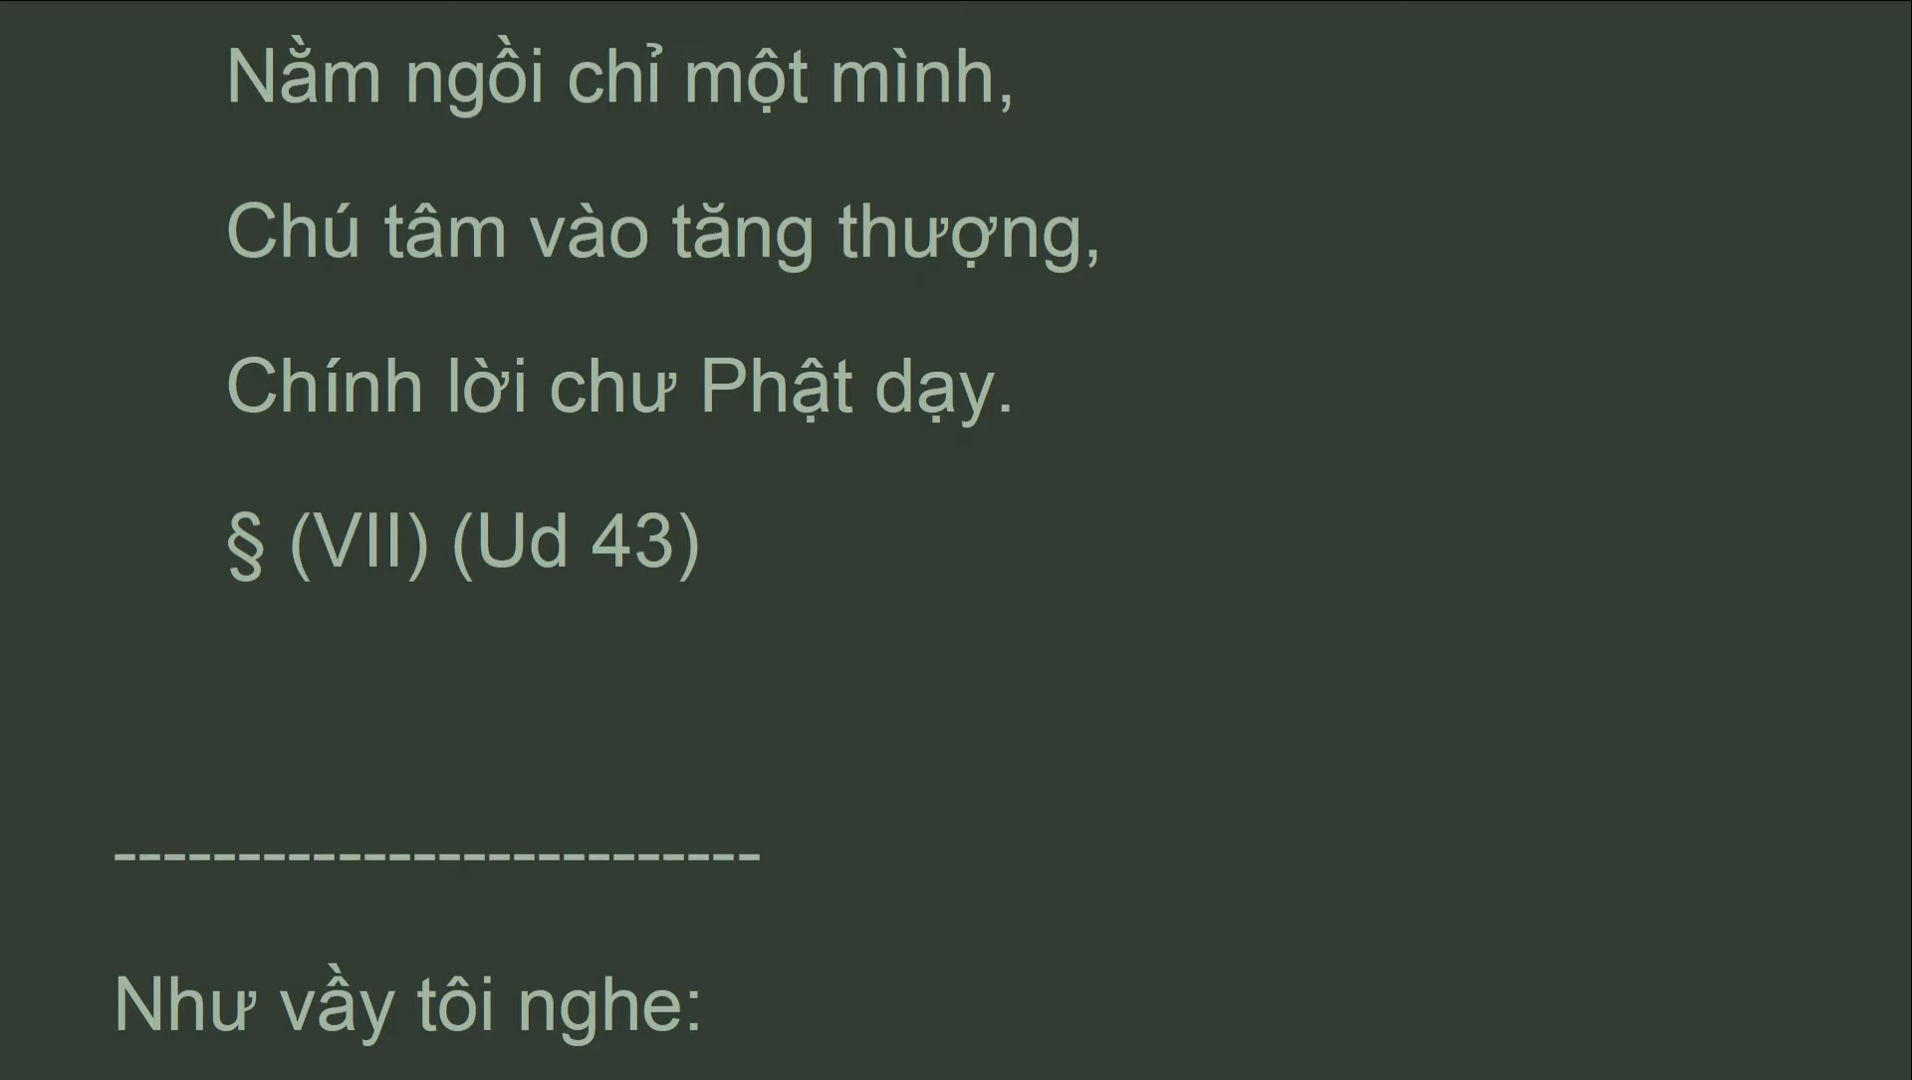 Nằm ngồi chỉ một mình,
Chú tâm vào tăng thượng,
Chính lời chư Phật dạy.
§ (VII) (Ud 43)
--------------------------
Như vầy tôi nghe: